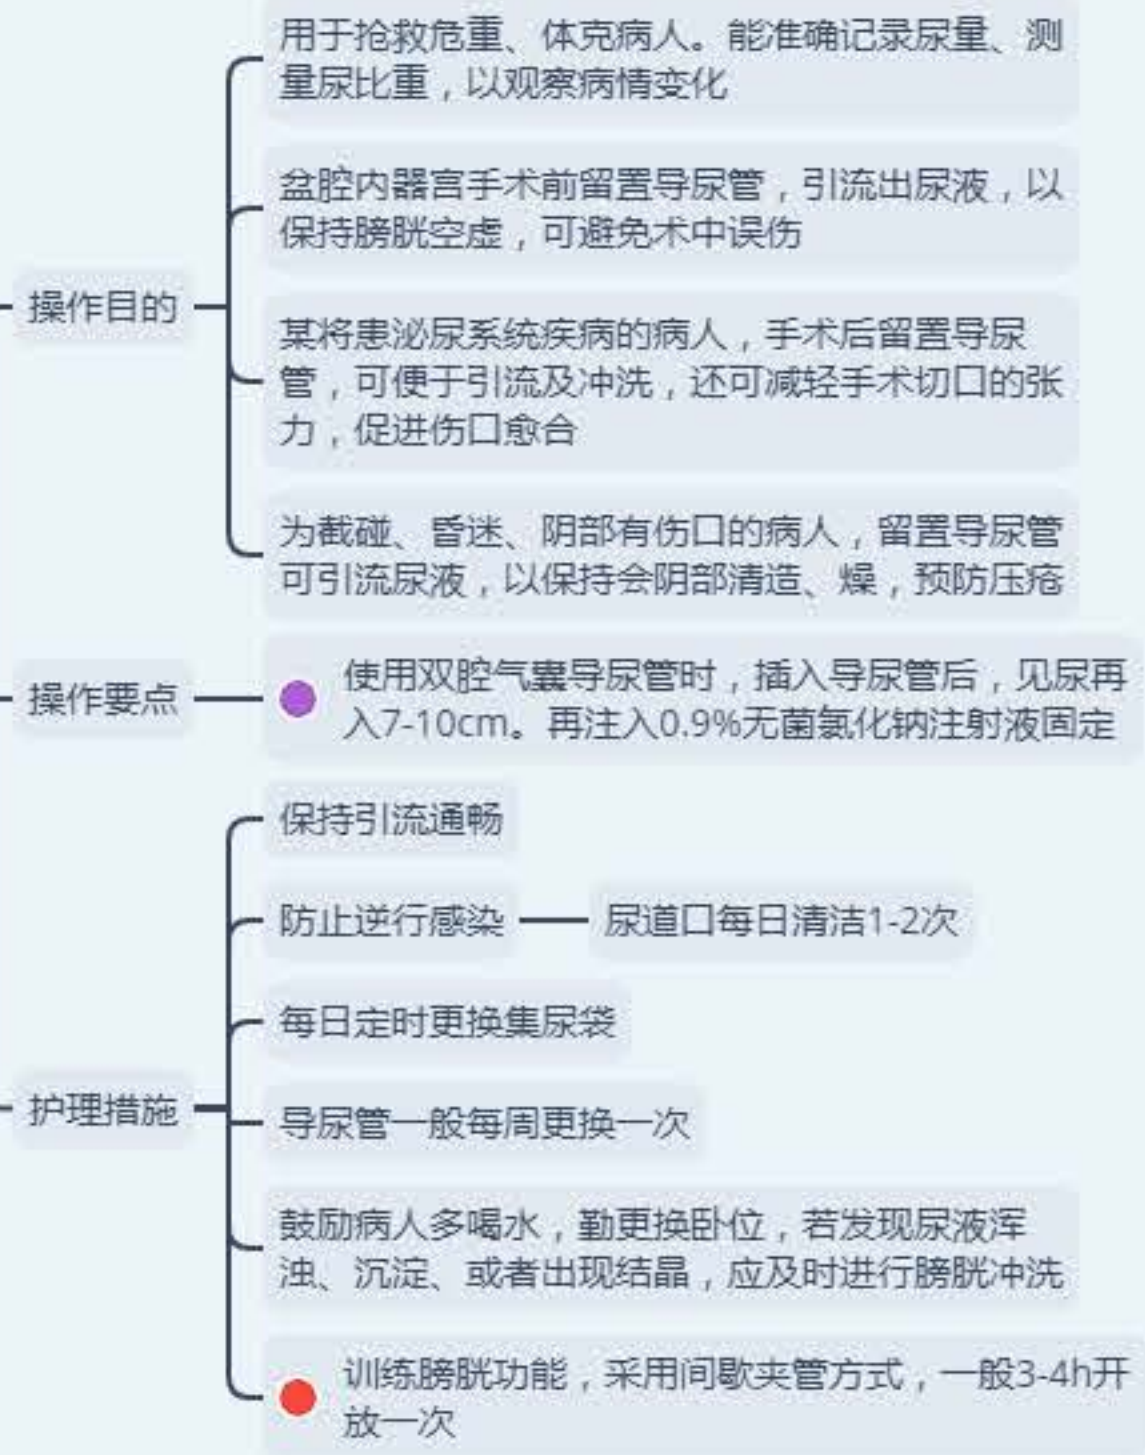 操作目的
用于抢救危重、体克病人。能准确记录尿量、测
量尿比重，以观察病情变化
盆腔内器宫手术前留置导尿管，引流出尿液，以
保持膀胱空虚，可避免术中误伤
某将患泌尿系统疾病的病人，手术后留置导尿
管，可便于引流及冲洗，还可减轻手术切口的张
力，促进伤口愈合
为截碰、昏迷、阴部有伤口的病人，留置导尿管
可引流尿液，以保持会阴部清造、燥，预防压疮
操作要点
使用双腔气囊导尿管时，插入导尿管后，见尿再
入7-10cm。再注入0.9%无菌氯化钠注射液固定
护理措施
保持引流通畅
防止逆行感染
尿道口每日清洁1-2次
每日定时更换集尿袋
导尿管一般每周更换一次
鼓励病人多喝水，勤更换卧位，若发现尿液浑
浊、沉淀、或者出现结晶，应及时进行膀胱冲洗
训练膀胱功能，采用间歇夹管方式，一般3-4h开
放一次